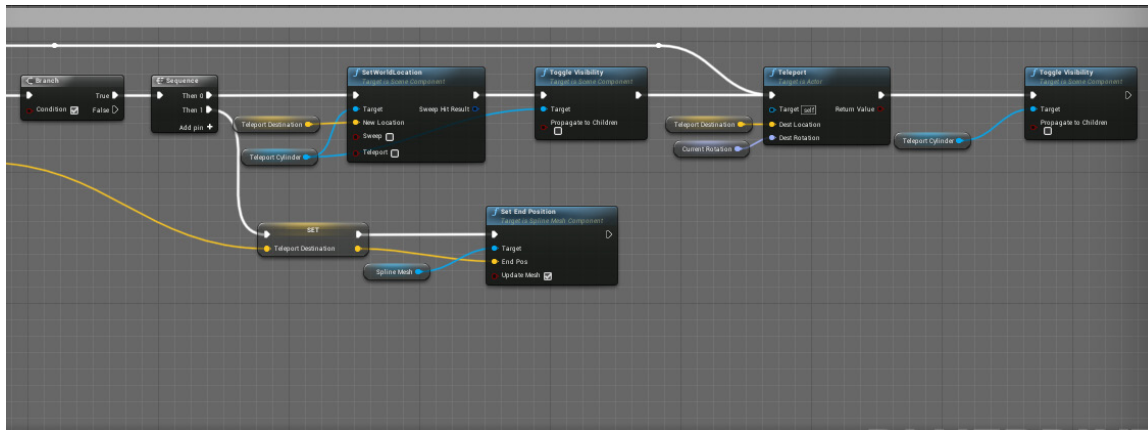 Branch
True
Condition
False
Sequence
Then 0
Then 1
Add pin +
SetWorldLocation
Target is Scene Component
Target
Sweep Hit Result
New Location
Sweep
Teleport
Teleport Destination
Teleport Cylinder
Toggle Visibility
Target is Scene Component
Target
Propagate to Children
Teleport
Target is Actor
Target self
Return Value
Dest Location
Dest Rotation
Teleport Destination
Current Rotation
Toggle Visibility
Target is Scene Component
Target
Propagate to Children
Teleport Cylinder
SET
Teleport Destination
Set End Position
Target is Spline Mesh Component
Target
End Pos
Update Mesh
Spline Mesh